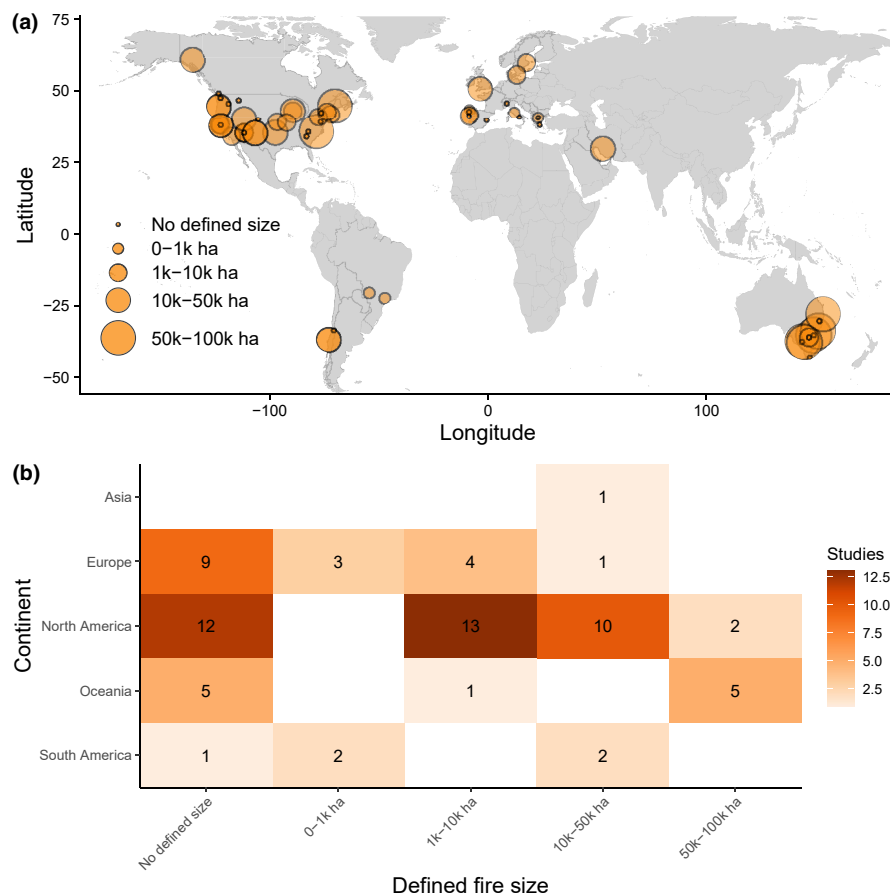 (a)
75
50
25
0
−25
−50
Latitude
No defined size
0−1k ha
1k−10k ha
10k−50k ha
50k−100k ha
−100
0
100
Longitude
(b)
Continent
Asia
1
Europe
9
3
4
1
North America
12
13
10
2
Oceania
5
1
5
South America
1
2
2
No defined size
0−1k ha
1k−10k ha
10k−50k ha
50k−100k ha
Defined fire size
Studies
12.5
10.0
7.5
5.0
2.5